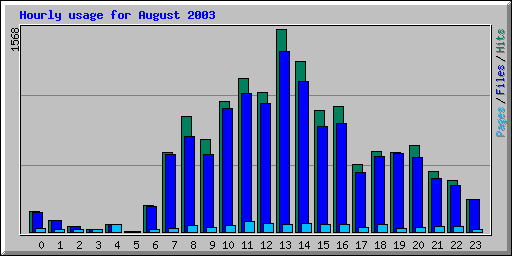 Hourly usage for August 2003
1568
Pages/Files/Hits
0 1 2 3 4 5 6 7 8 9 10 11 12 13 14 15 16 17 18 19 20 21 22 23